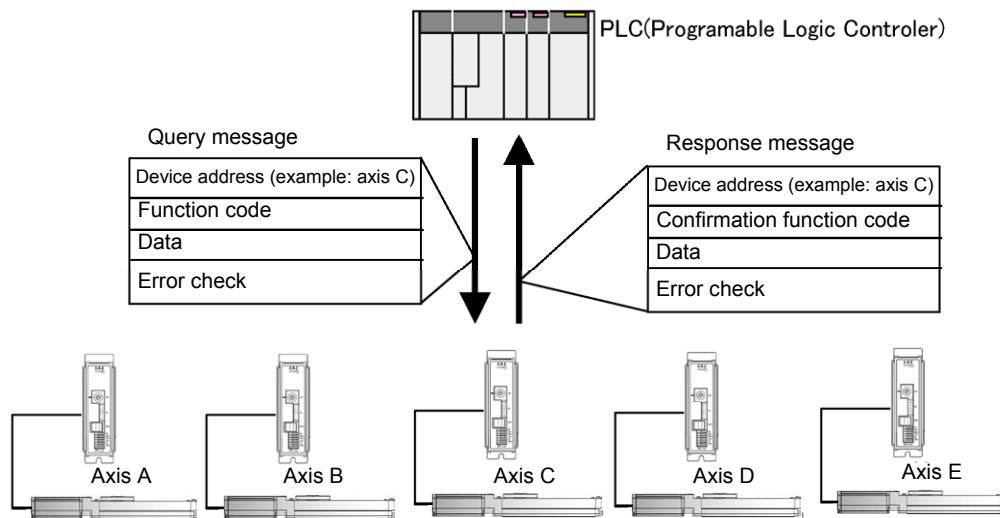 PLC(Programable Logic Controler)
Query message
Device address (example: axis C)
Function code
Data
Error check
Response message
Device address (example: axis C)
Confirmation function code
Data
Error check
Axis A
Axis B
Axis C
Axis D
Axis E